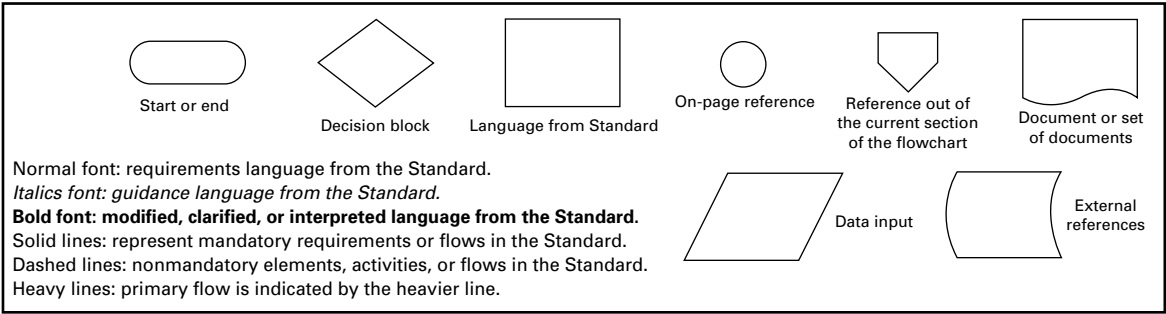 Start or end
Decision block
Language from Standard
On-page reference
Reference out of
the current section
of the flowchart
Document or set
of documents
Normal font: requirements language from the Standard.
Italics font: guidance language from the Standard.
Bold font: modified, clarified, or interpreted language from the Standard.
Solid lines: represent mandatory requirements or flows in the Standard.
Dashed lines: nonmandatory elements, activities, or flows in the Standard.
Heavy lines: primary flow is indicated by the heavier line.
Data input
External
references